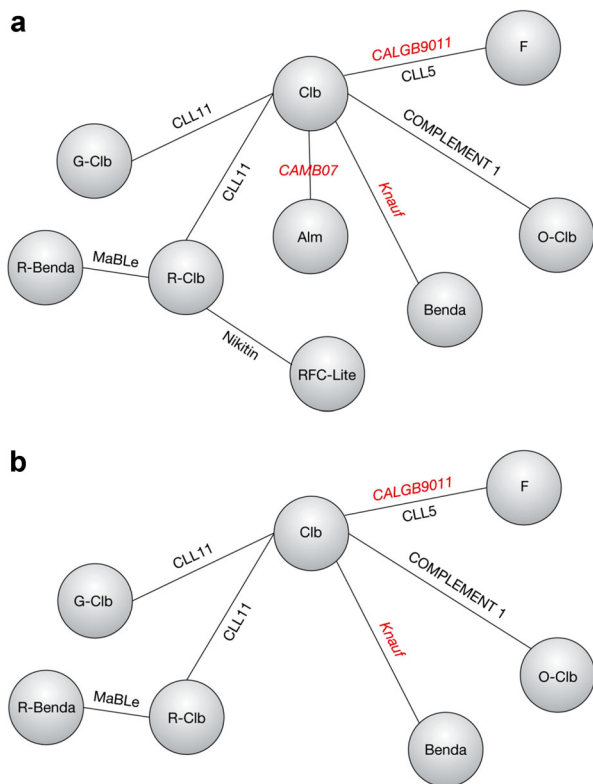 a
CALGB9011
F
CLL5
Clb
CLL11
COMPLEMENT 1
G-Clb
CLL11
CAMB07
Knauf
Alm
O-Clb
R-Benda
MaBLe
R-Clb
Benda
Nikitin
RFC-Lite
b
CALGB9011
F
CLL5
Clb
CLL11
COMPLEMENT 1
G-Clb
CLL11
Knauf
O-Clb
R-Benda
MaBLe
R-Clb
Benda